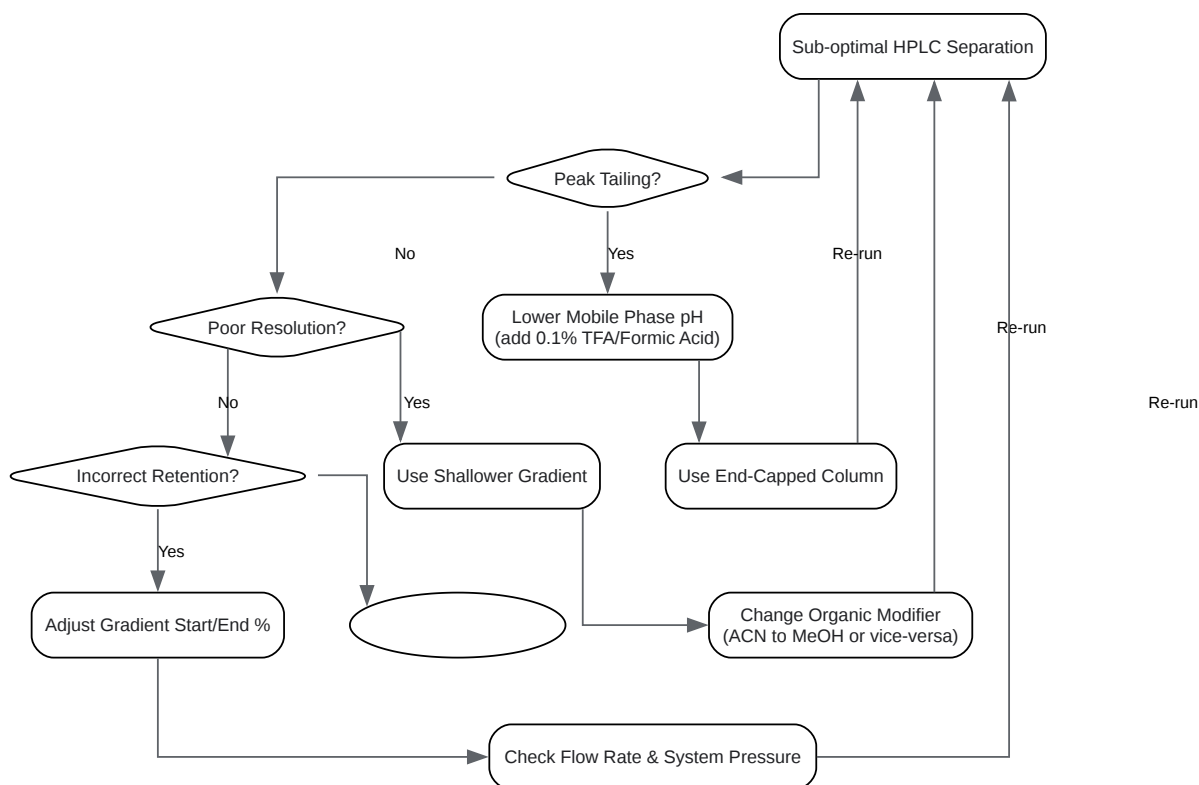 Sub-optimal HPLC Separation
Peak Tailing?
No
Yes
Re-run
Poor Resolution?
Lower Mobile Phase pH
(add 0.1% TFA/Formic Acid)
Re-run
No
Yes
Re-run
Incorrect Retention?
Use Shallower Gradient
Use End-Capped Column
Yes
Adjust Gradient Start/End %
Change Organic Modifier
(ACN to MeOH or vice-versa)
Check Flow Rate & System Pressure